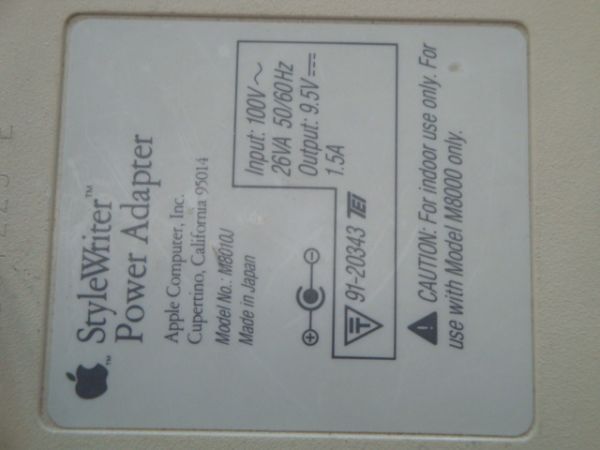 StyleWriter™
Power Adapter
Apple Computer, Inc.
Cupertino, California 95014
Model No.: M8010J
Made in Japan
Input: 100V~
26VA 50/60Hz
Output: 9.5V⎓
1.5A
91-20343 TEI
CAUTION: For indoor use only. For
use with Model M8000 only.